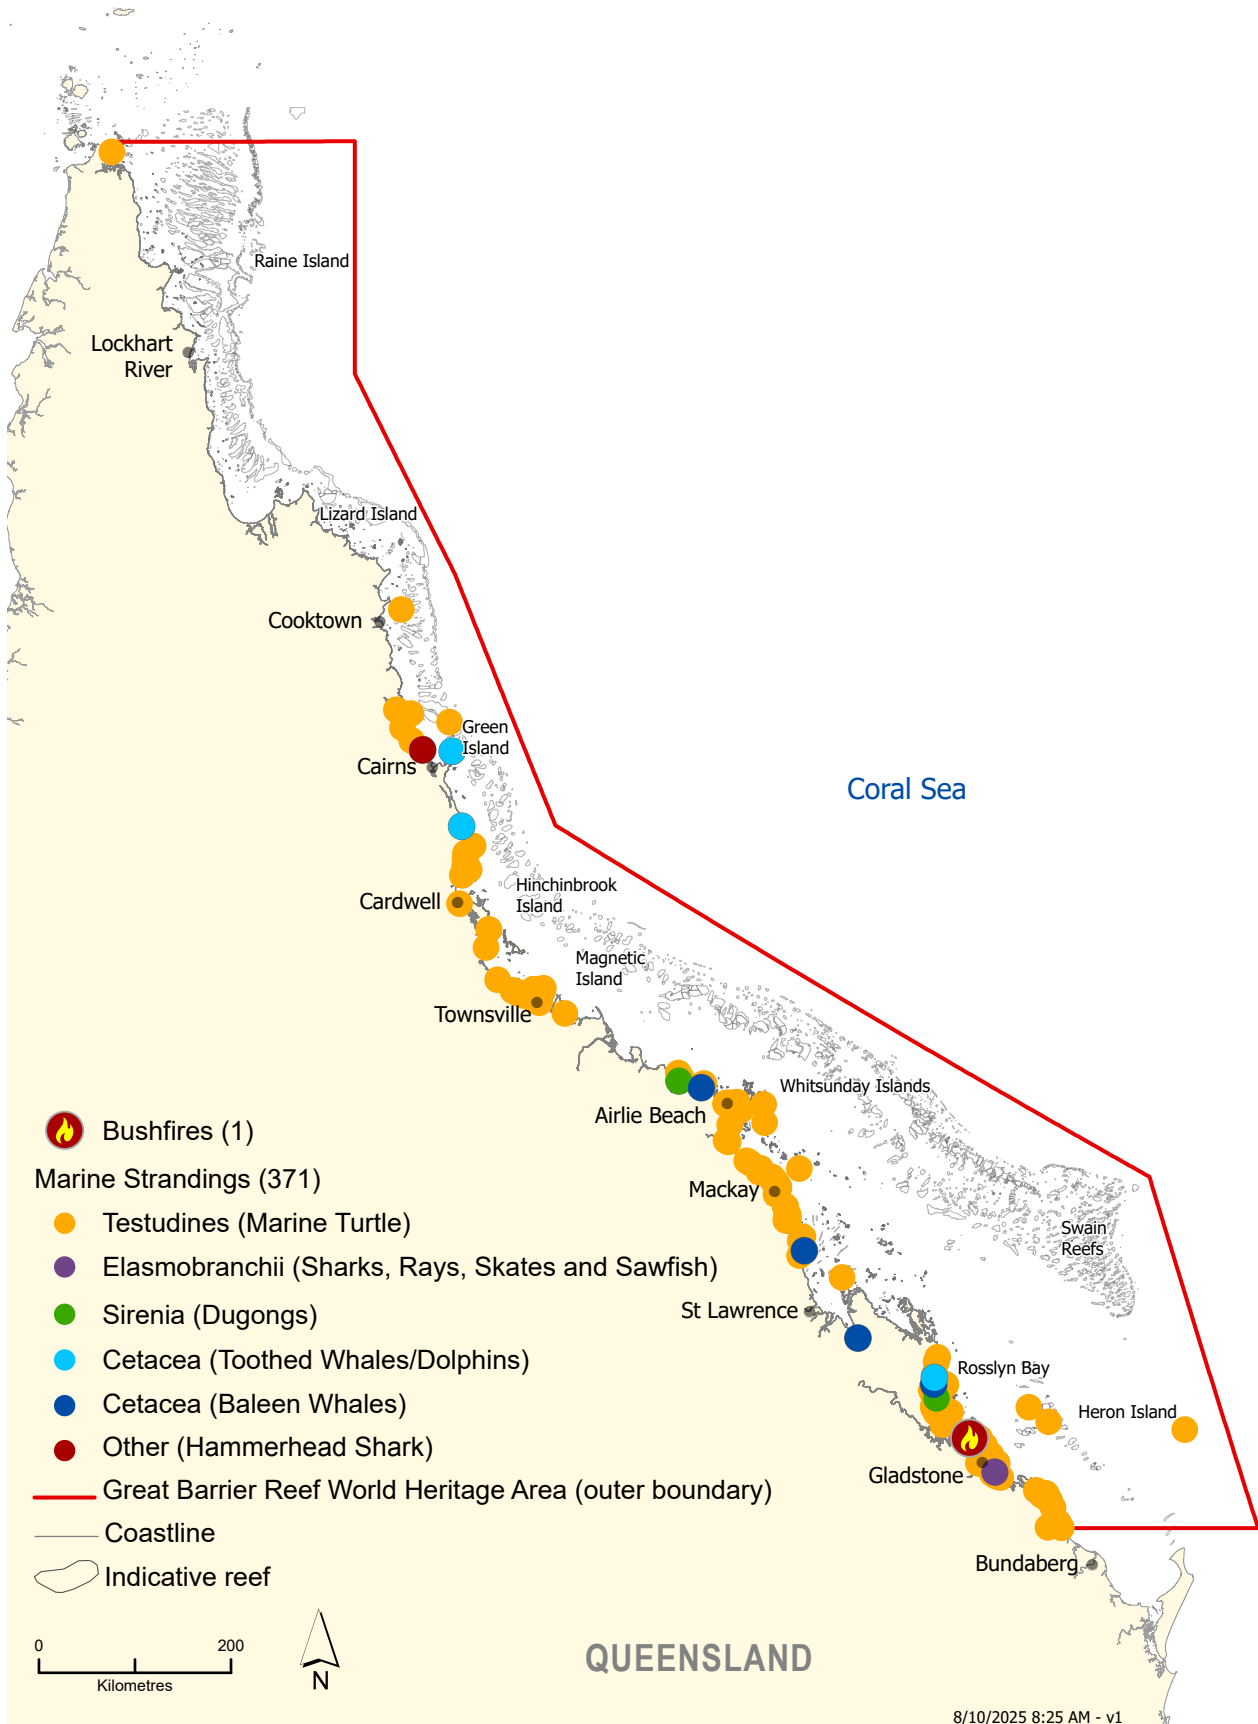 Raine Island
Lockhart
River
Lizard Island
Cooktown
Green
Island
Cairns
Coral Sea
Hinchinbrook
Island
Cardwell
Magnetic
Island
Townsville
Whitsunday Islands
Airlie Beach
Mackay
Swain
Reefs
St Lawrence
Rosslyn Bay
Heron Island
Gladstone
Bundaberg
Bushfires (1)
Marine Strandings (371)
Testudines (Marine Turtle)
Elasmobranchii (Sharks, Rays, Skates and Sawfish)
Sirenia (Dugongs)
Cetacea (Toothed Whales/Dolphins)
Cetacea (Baleen Whales)
Other (Hammerhead Shark)
Great Barrier Reef World Heritage Area (outer boundary)
Coastline
Indicative reef
0 200
Kilometres
N
QUEENSLAND
8/10/2025 8:25 AM - v1